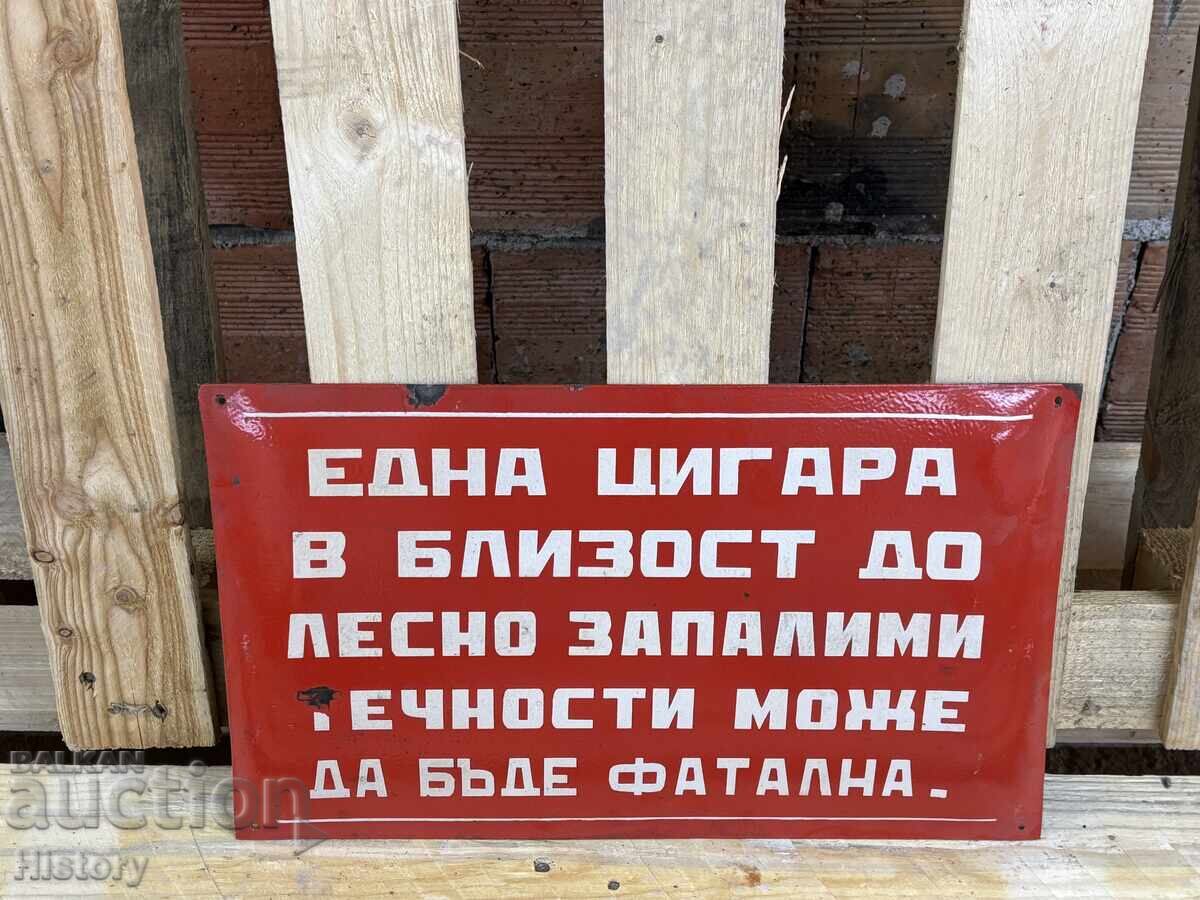 ЕДНА ЦИГАРА
В БЛИЗОСТ ДО
ЛЕСНО ЗАПАЛИМИ
ТЕЧНОСТИ МОЖЕ
ДА БЪДЕ ФАТАЛНА.
BALKAN
auction
History